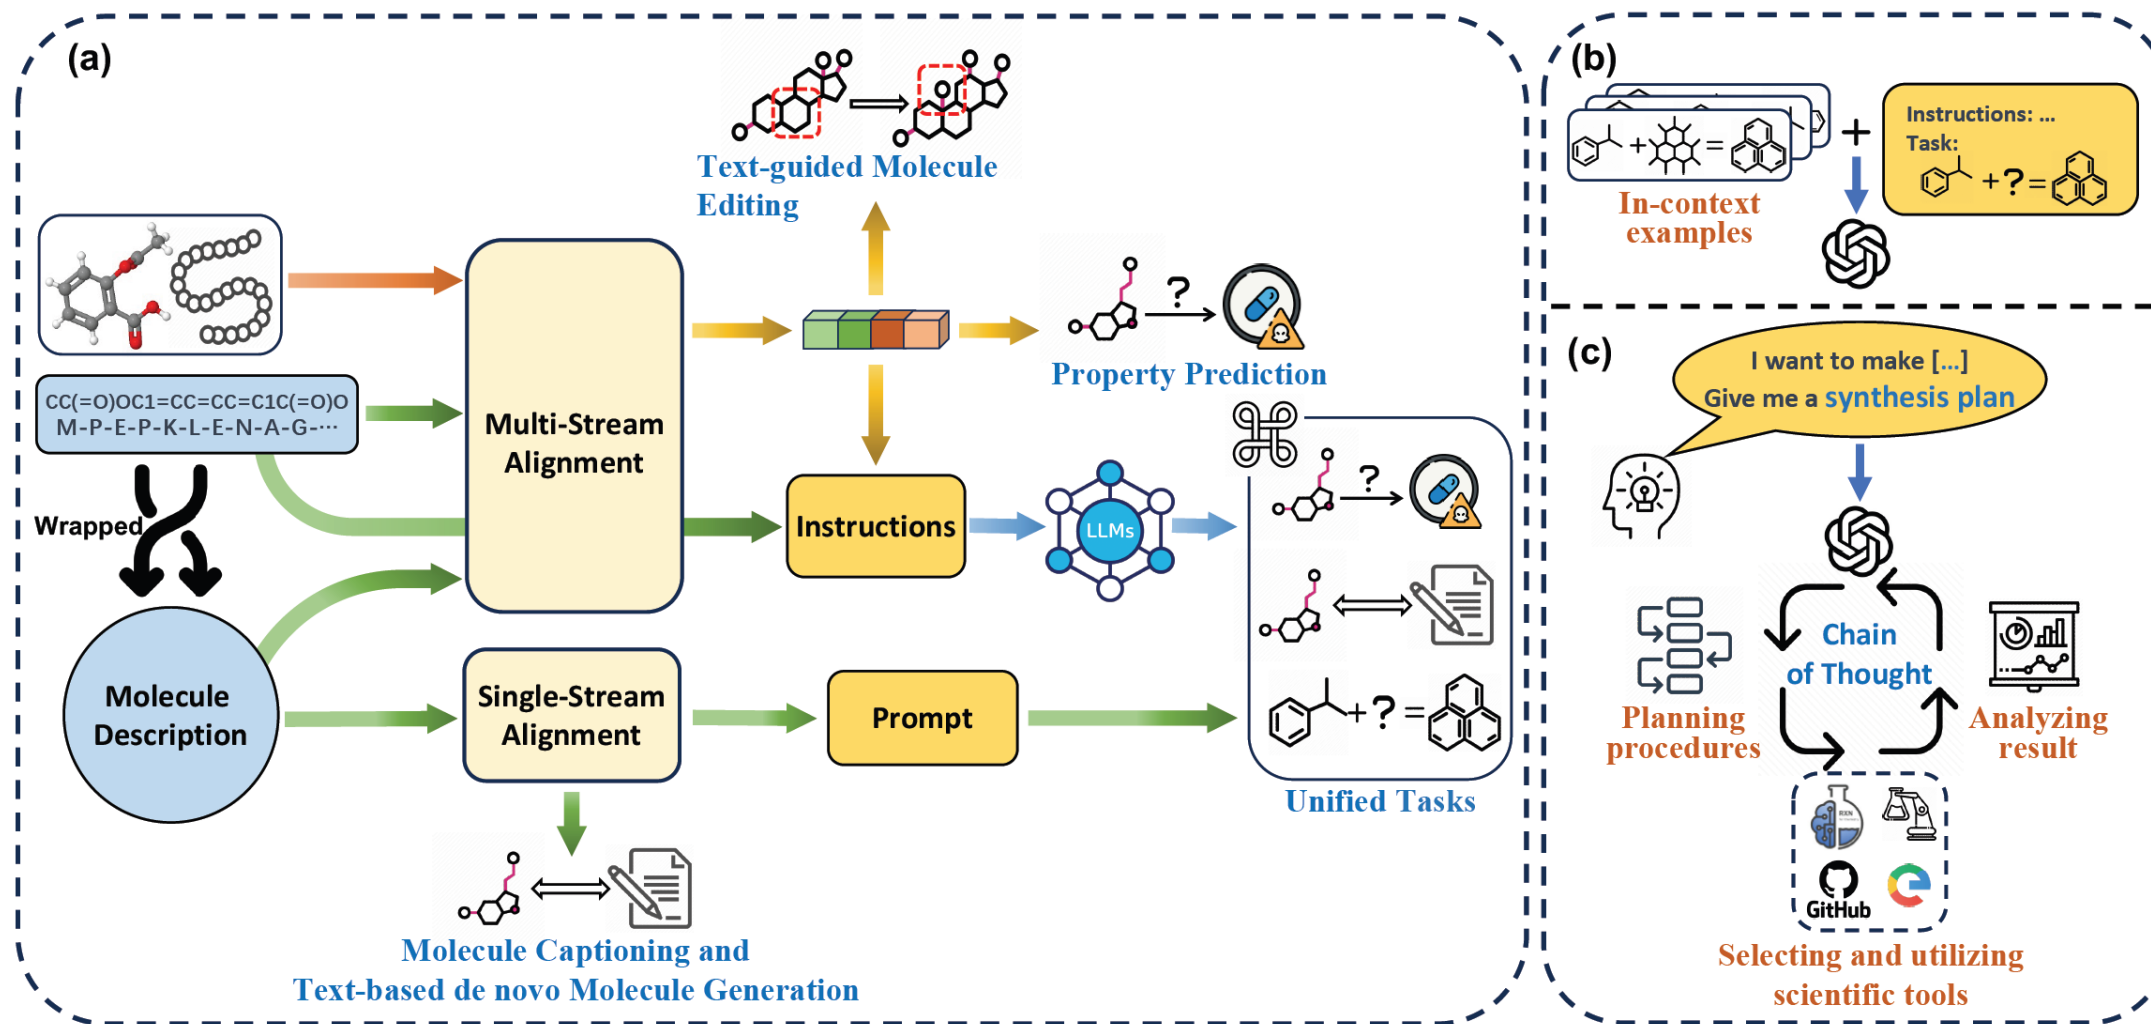 (a)
Text-guided Molecule
Editing
CC(=O)OC1=CC=CC=C1C(=O)O
M-P-E-P-K-L-E-N-A-G-···
Wrapped
Molecule
Description
Multi-Stream
Alignment
?
Property Prediction
Instructions
LLMs
?
+ ? =
Unified Tasks
Single-Stream
Alignment
Prompt
Molecule Captioning and
Text-based de novo Molecule Generation
(b)
+ =
In-context
examples
+
Instructions: ...
Task:
+ ? =
(c)
I want to make [...]
Give me a synthesis plan
Chain
of Thought
Planning
procedures
Analyzing
result
RXN
GitHub
Selecting and utilizing
scientific tools